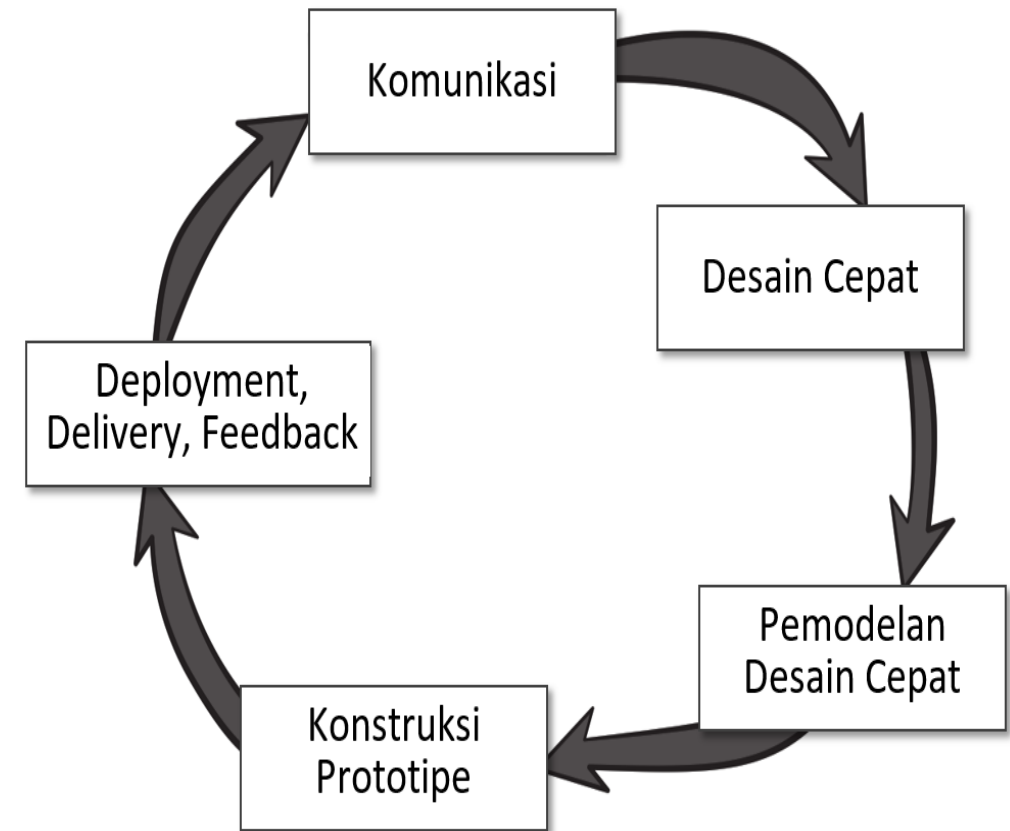 Komunikasi
Desain Cepat
Pemodelan
Desain Cepat
Konstruksi
Prototipe
Deployment,
Delivery, Feedback